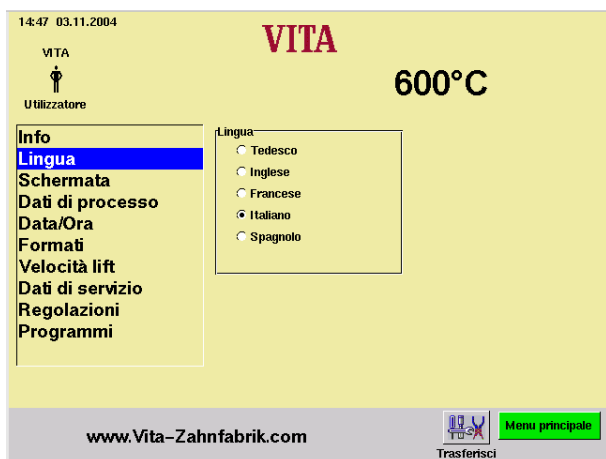 14:47 03.11.2004
VITA
VITA
600°C
Utilizzatore
Info
Lingua
Schermata
Dati di processo
Data/Ora
Formati
Velocità lift
Dati di servizio
Regolazioni
Programmi
Lingua
Tedesco
Inglese
Francese
Italiano
Spagnolo
www.Vita-Zahnfabrik.com
Trasferisci
Menu principale